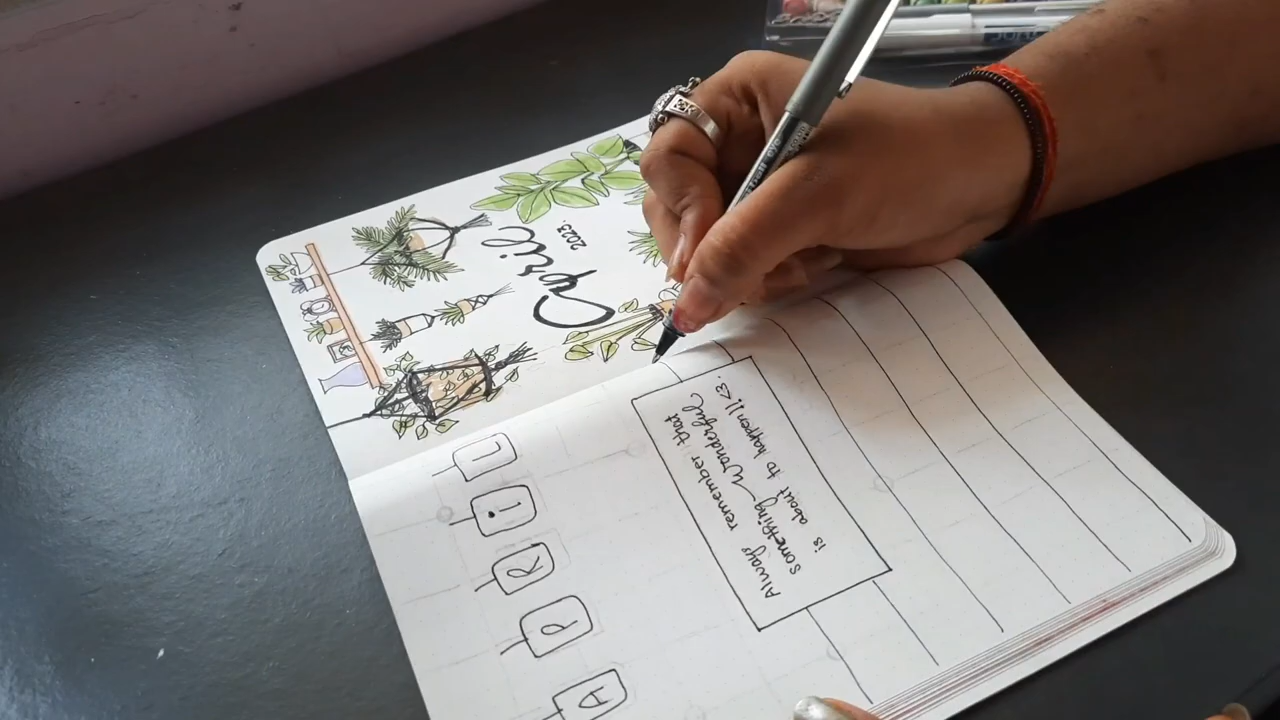 April
2023.
A
P
R
i
L
Always remember that
something Wonderful
is about to happen!! <3.